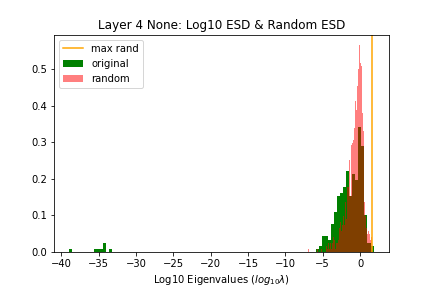 Layer 4 None: Log10 ESD & Random ESD
max rand
original
random
0.5
0.4
0.3
0.2
0.1
0.0
−40 −35 −30 −25 −20 −15 −10 −5 0
Log10 Eigenvalues (log₁₀λ)